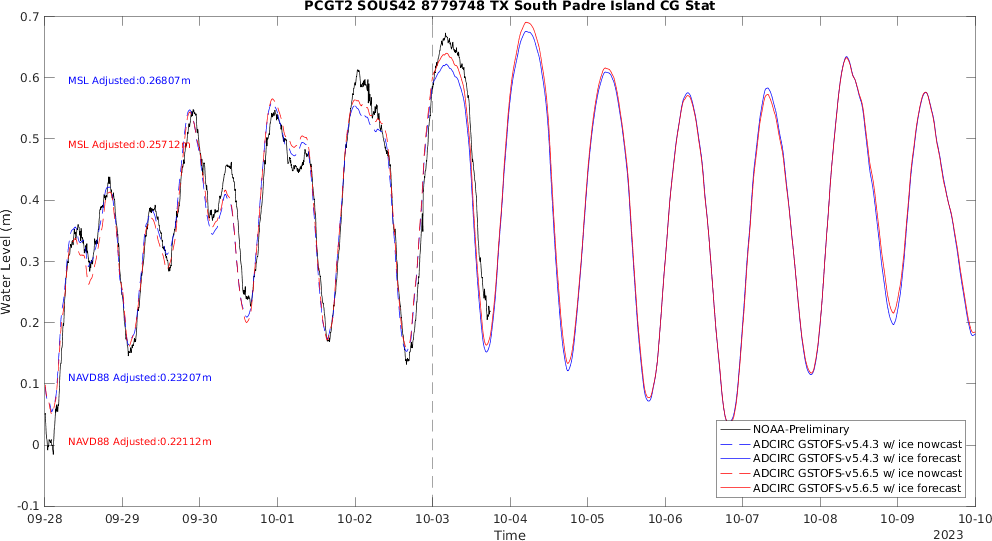 PCGT2 SOUS42 8779748 TX South Padre Island CG Stat
0.7
0.6
0.5
0.4
0.3
0.2
0.1
0
-0.1
Water Level (m)
MSL Adjusted:0.26807m
MSL Adjusted:0.25712m
NAVD88 Adjusted:0.23207m
NAVD88 Adjusted:0.22112m
NOAA-Preliminary
ADCIRC GSTOFS-v5.4.3 w/ ice nowcast
ADCIRC GSTOFS-v5.4.3 w/ ice forecast
ADCIRC GSTOFS-v5.6.5 w/ ice nowcast
ADCIRC GSTOFS-v5.6.5 w/ ice forecast
09-28 09-29 09-30 10-01 10-02 10-03 10-04 10-05 10-06 10-07 10-08 10-09 10-10
Time
2023